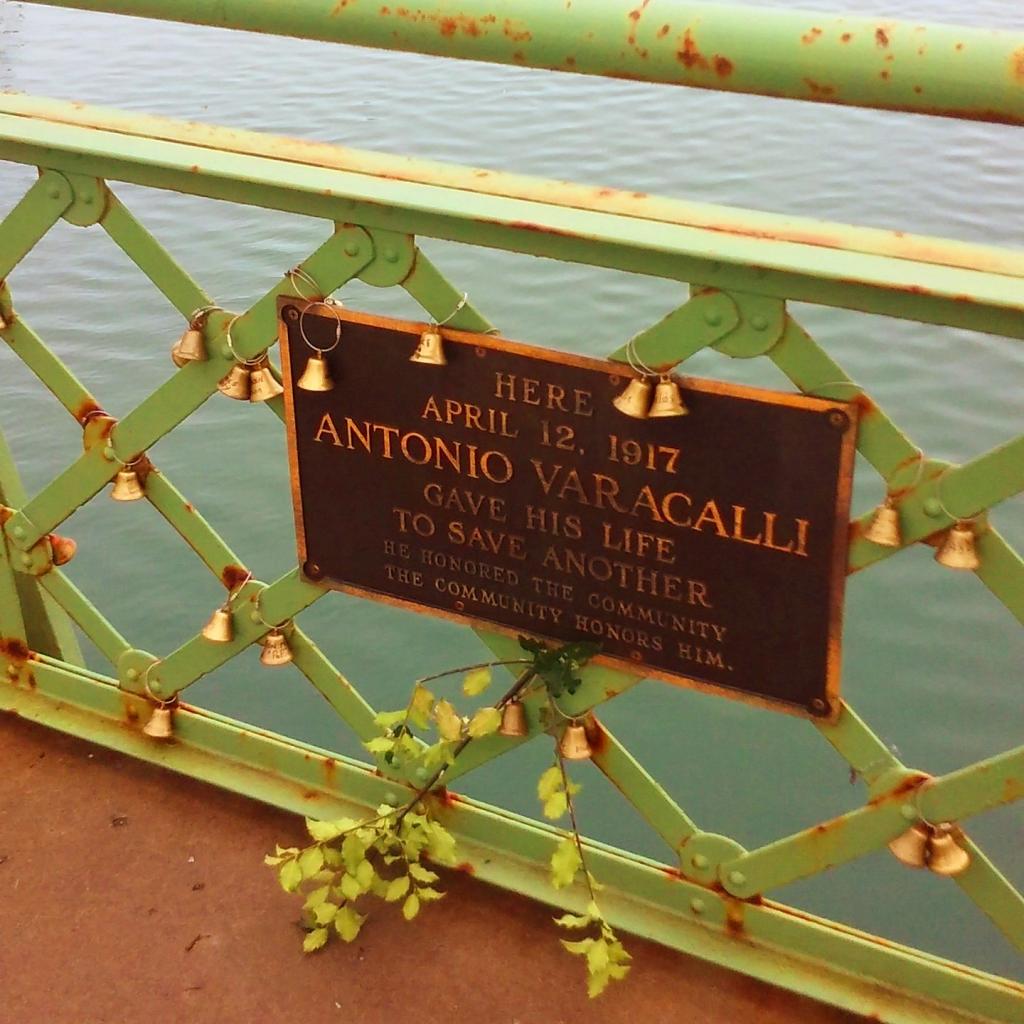 HERE
APRIL 12, 1917
ANTONIO VARACALLI
GAVE HIS LIFE
TO SAVE ANOTHER
HE HONORED THE COMMUNITY
THE COMMUNITY HONORS HIM.